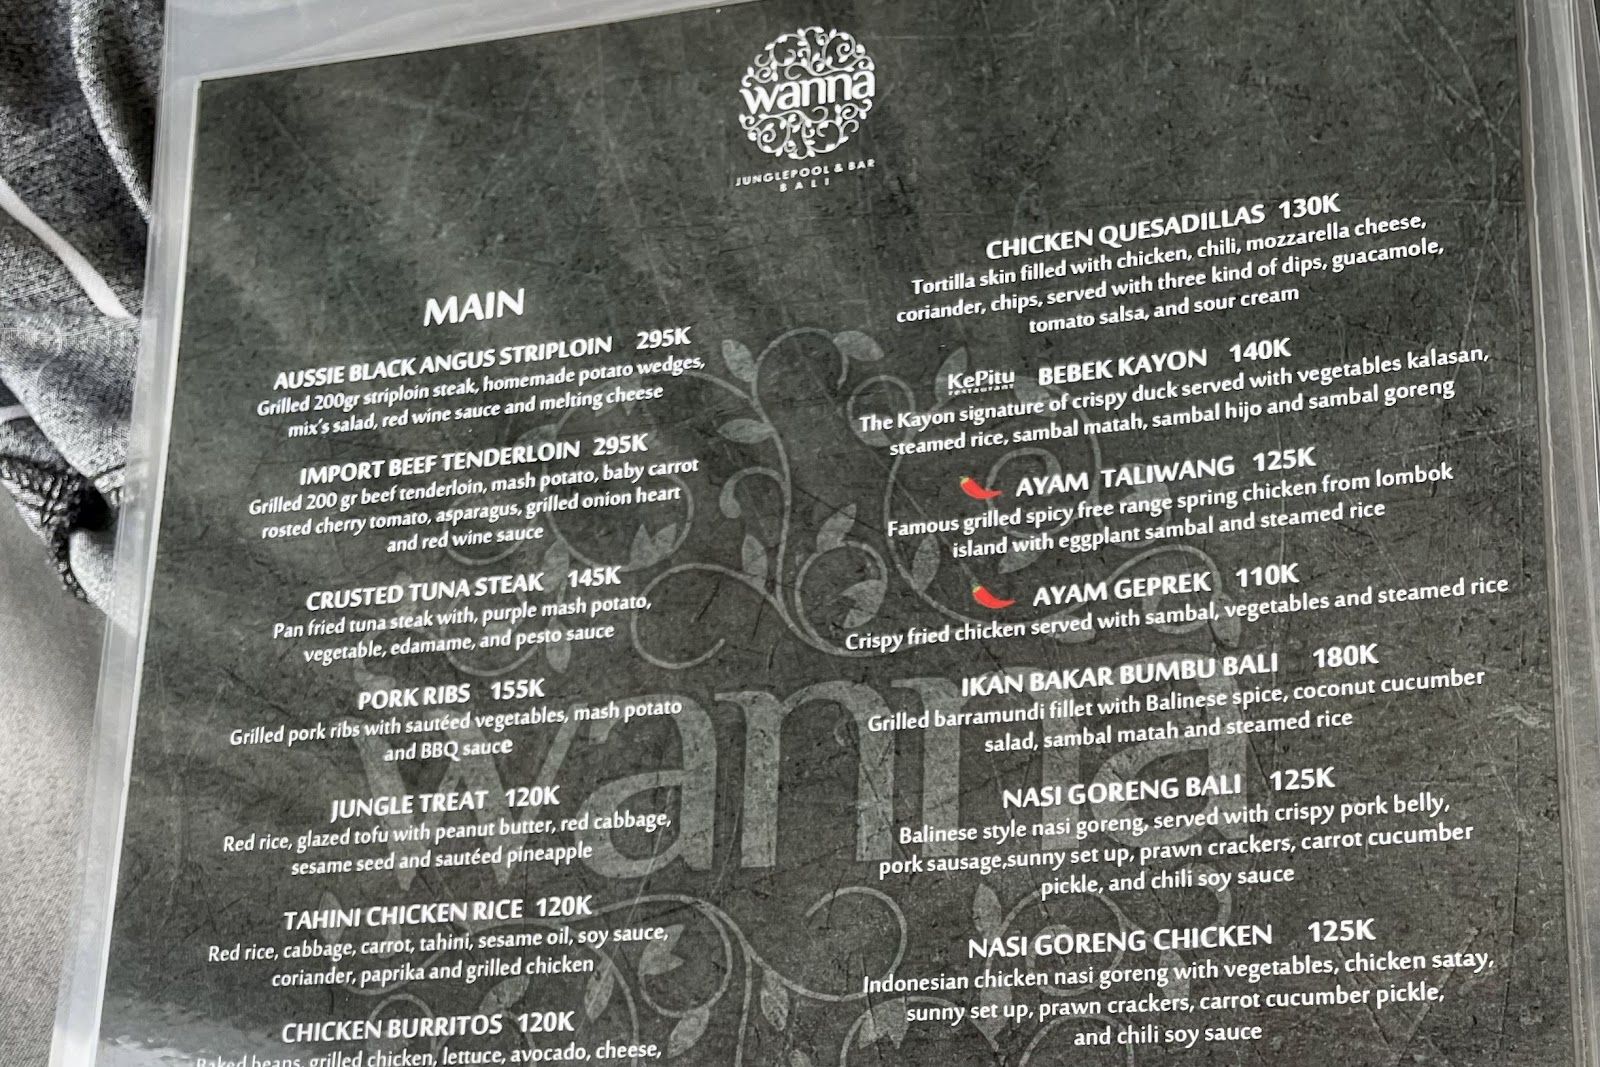 wanna
JUNGLEPOOL & BAR
BALI
MAIN
AUSSIE BLACK ANGUS STRIPLOIN 295K
Grilled 200gr striploin steak, homemade potato wedges,
mix's salad, red wine sauce and melting cheese
IMPORT BEEF TENDERLOIN 295K
Grilled 200 gr beef tenderloin, mash potato, baby carrot
rosted cherry tomato, asparagus, grilled onion heart
and red wine sauce
CRUSTED TUNA STEAK 145K
Pan fried tuna steak with, purple mash potato,
vegetable, edamame, and pesto sauce
PORK RIBS 155K
Grilled pork ribs with sautéed vegetables, mash potato
and BBQ sauce
JUNGLE TREAT 120K
Red rice, glazed tofu with peanut butter, red cabbage,
sesame seed and sautéed pineapple
TAHINI CHICKEN RICE 120K
Red rice, cabbage, carrot, tahini, sesame oil, soy sauce,
coriander, paprika and grilled chicken
CHICKEN BURRITOS 120K
Baked beans, grilled chicken, lettuce, avocado, cheese,
CHICKEN QUESADILLAS 130K
Tortilla skin filled with chicken, chili, mozzarella cheese,
coriander, chips, served with three kind of dips, guacamole,
tomato salsa, and sour cream
KePitu restaurant BEBEK KAYON 140K
The Kayon signature of crispy duck served with vegetables kalasan,
steamed rice, sambal matah, sambal hijo and sambal goreng
AYAM TALIWANG 125K
Famous grilled spicy free range spring chicken from lombok
island with eggplant sambal and steamed rice
AYAM GEPREK 110K
Crispy fried chicken served with sambal, vegetables and steamed rice
IKAN BAKAR BUMBU BALI 180K
Grilled barramundi fillet with Balinese spice, coconut cucumber
salad, sambal matah and steamed rice
NASI GORENG BALI 125K
Balinese style nasi goreng, served with crispy pork belly,
pork sausage,sunny set up, prawn crackers, carrot cucumber
pickle, and chili soy sauce
NASI GORENG CHICKEN 125K
Indonesian chicken nasi goreng with vegetables, chicken satay,
sunny set up, prawn crackers, carrot cucumber pickle,
and chili soy sauce
wanna